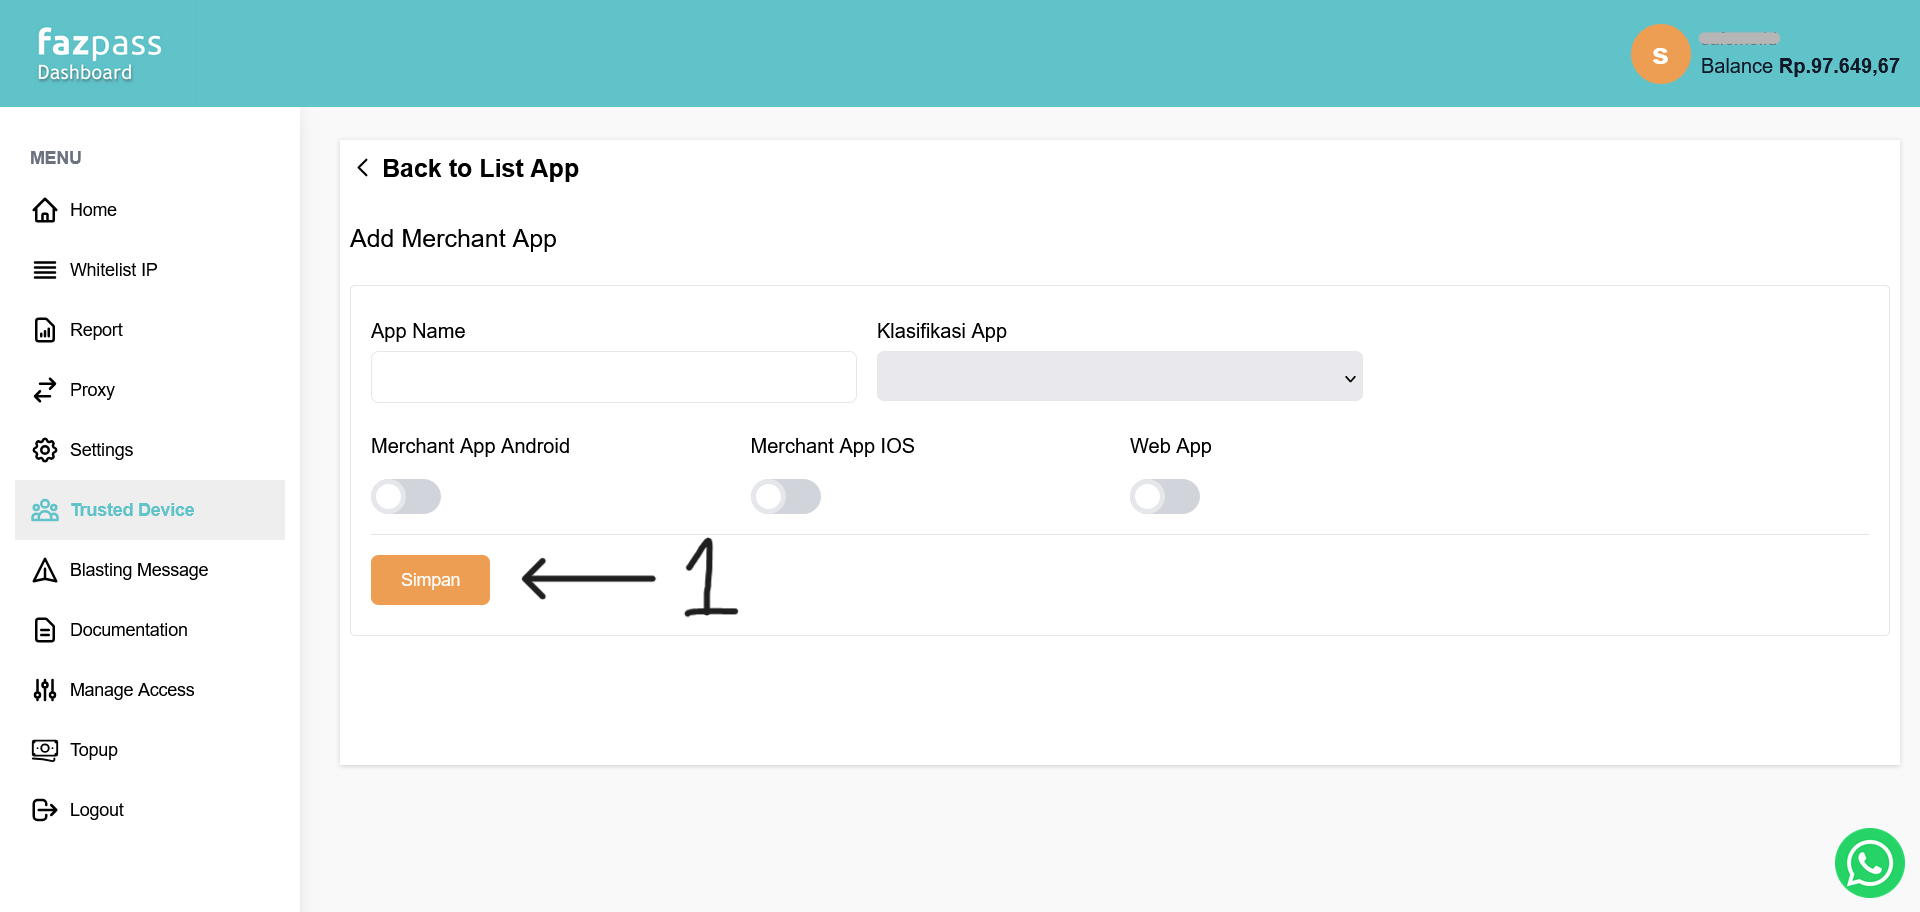 fazpass
Dashboard
S
Balance Rp.97.649,67
MENU
Home
Whitelist IP
Report
Proxy
Settings
Trusted Device
Blasting Message
Documentation
Manage Access
Topup
Logout
Back to List App
Add Merchant App
App Name
Klasifikasi App
Merchant App Android
Merchant App IOS
Web App
Simpan
1